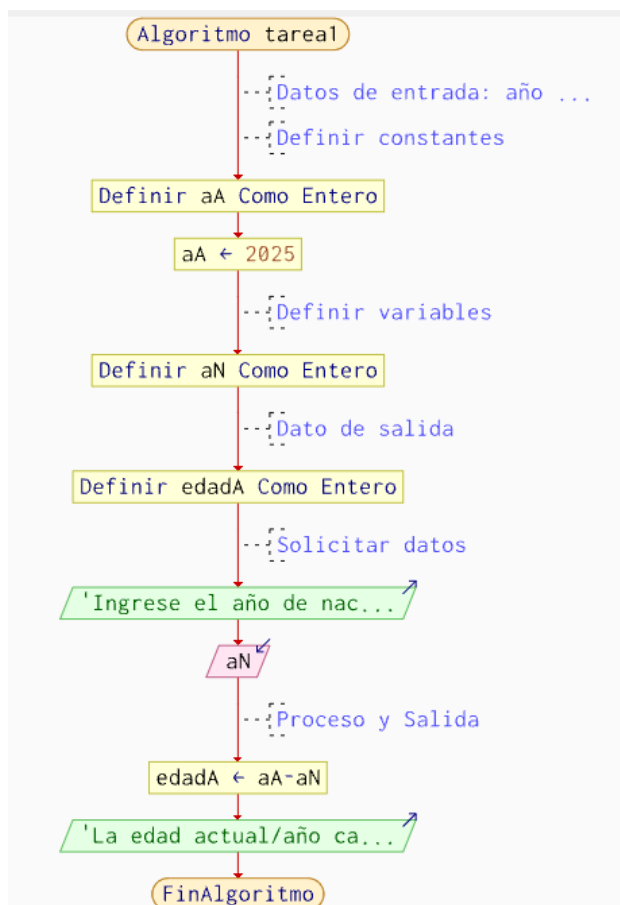 Algoritmo tarea1
Datos de entrada: año ...
Definir constantes
Definir aA Como Entero
aA ← 2025
Definir variables
Definir aN Como Entero
Dato de salida
Definir edadA Como Entero
Solicitar datos
'Ingrese el año de nac...
aN
Proceso y Salida
edadA ← aA-aN
'La edad actual/año ca...
FinAlgoritmo